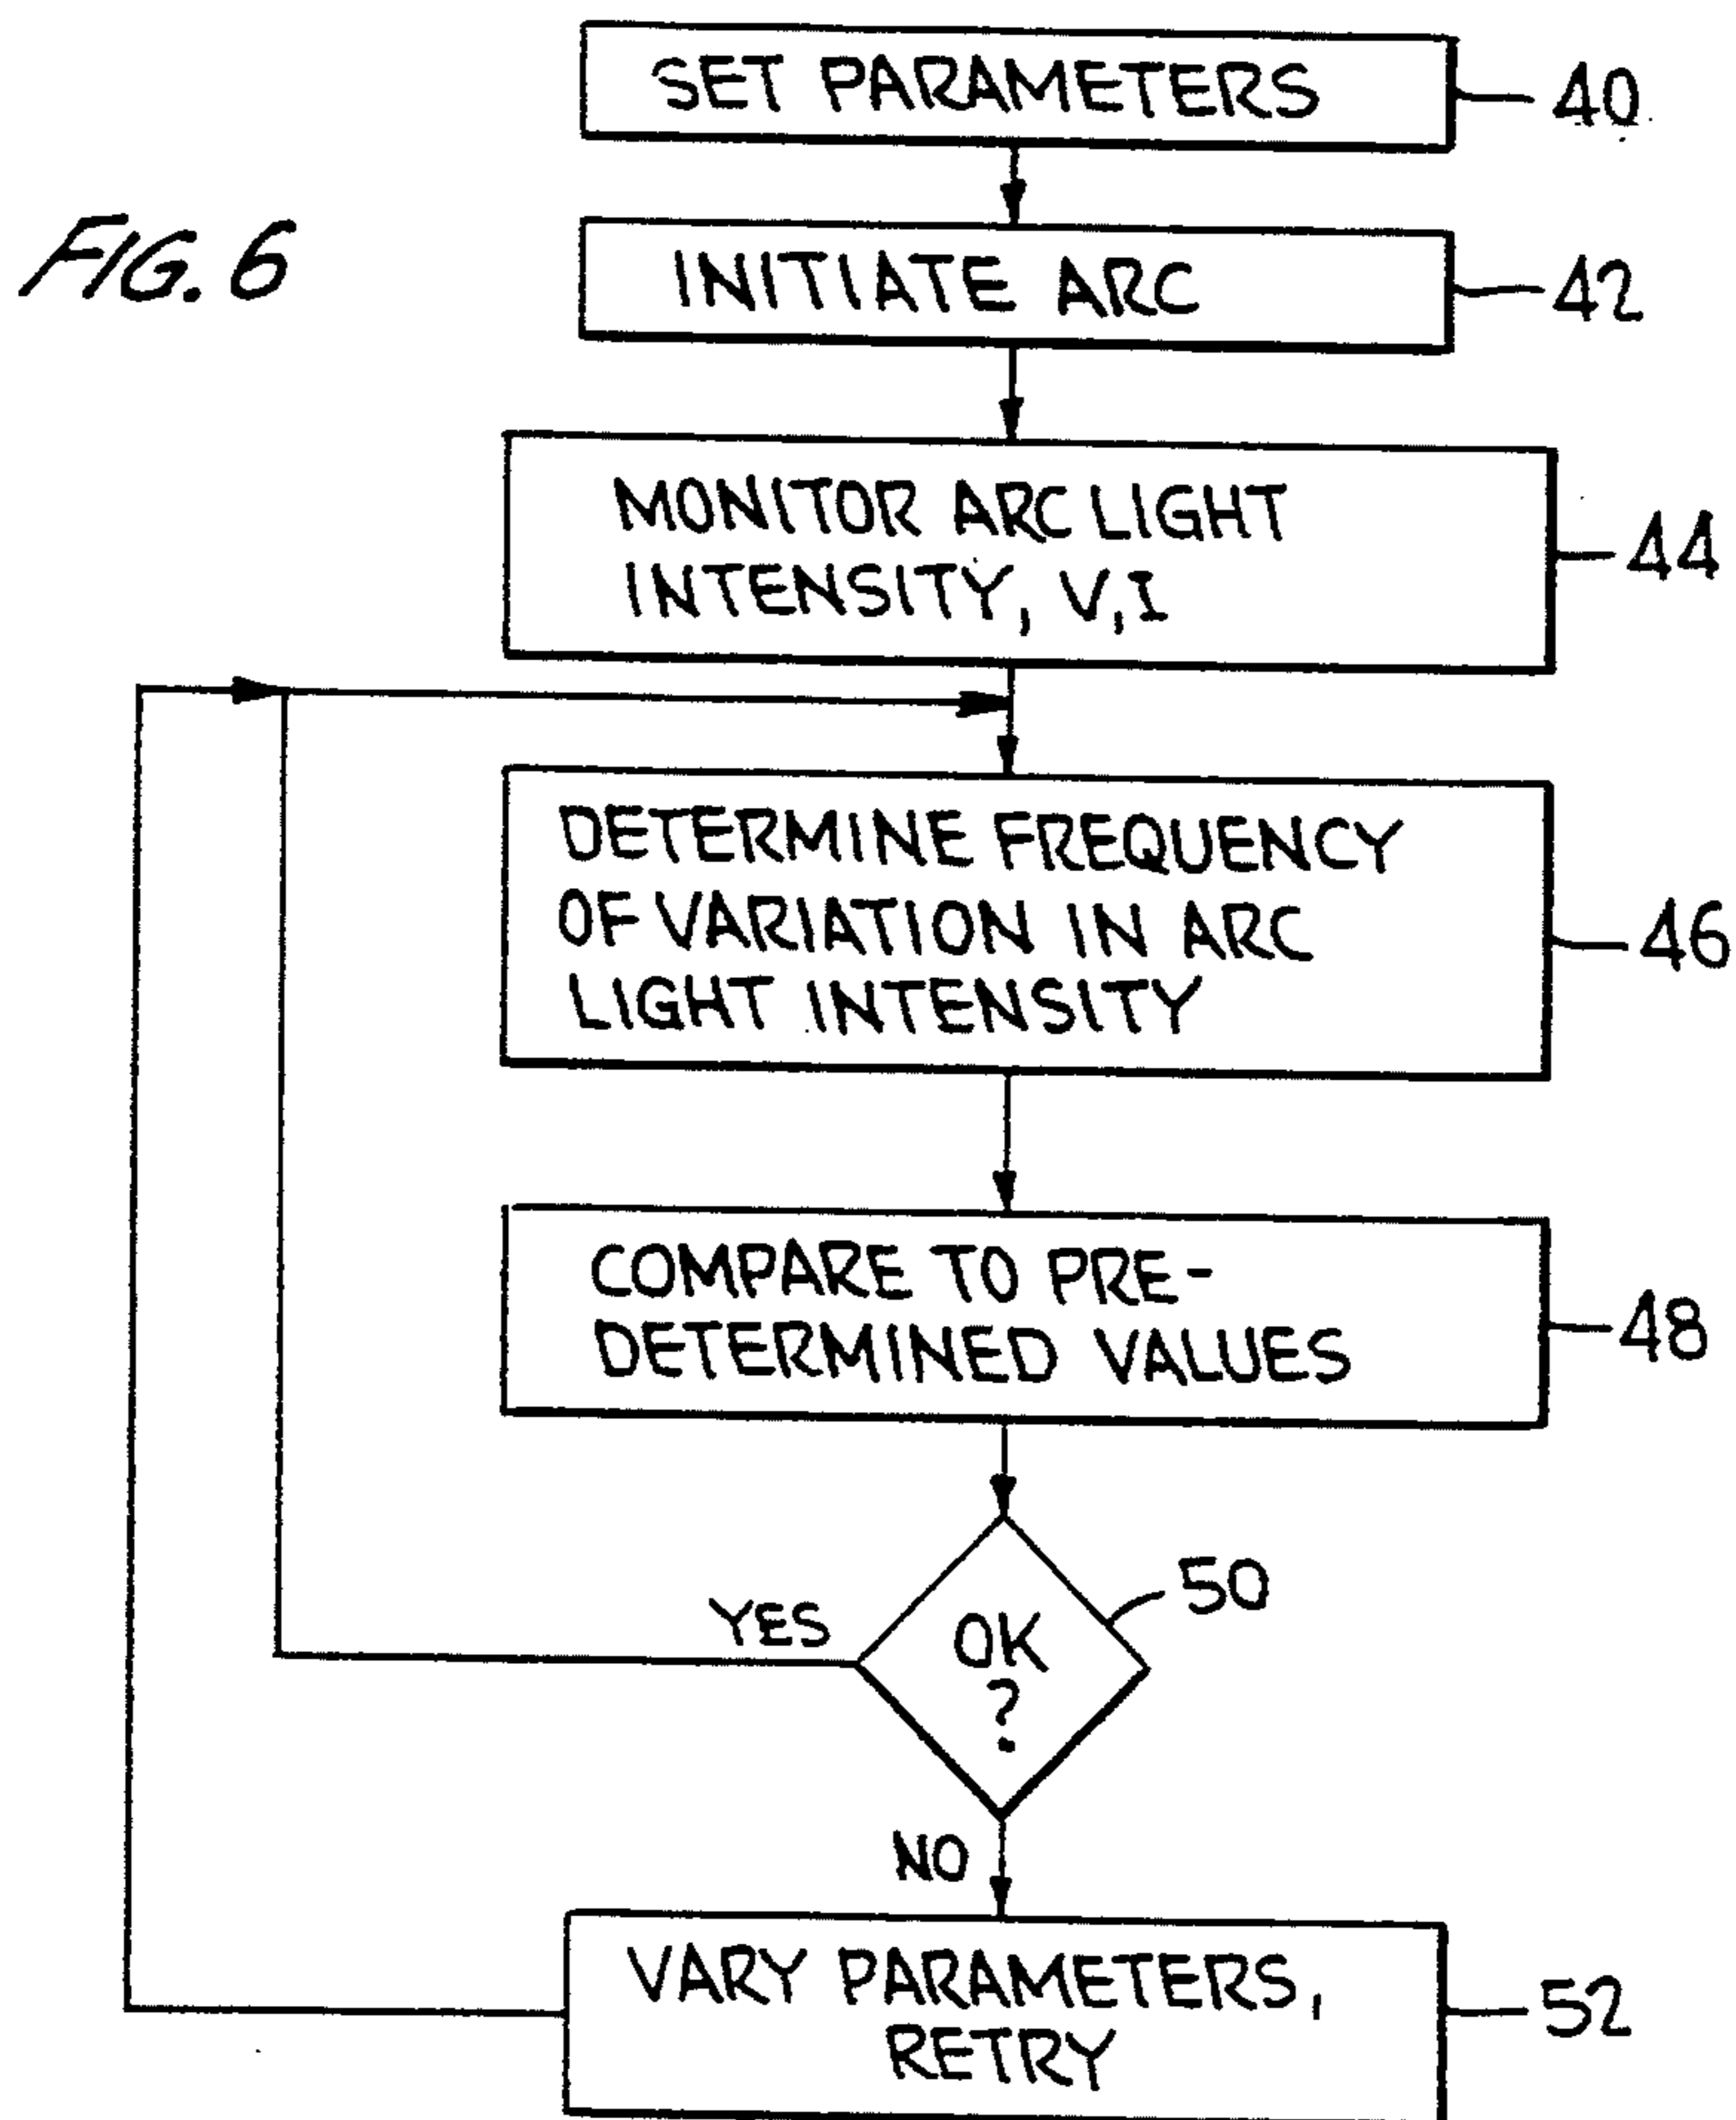 SET PARAMETERS
40
FIG. 6
INITIATE ARC
42
MONITOR ARC LIGHT
INTENSITY, V, I
44
DETERMINE FREQUENCY
OF VARIATION IN ARC
LIGHT INTENSITY
46
COMPARE TO PRE-
DETERMINED VALUES
48
50
YES
OK
?
NO
VARY PARAMETERS,
RETRY
52